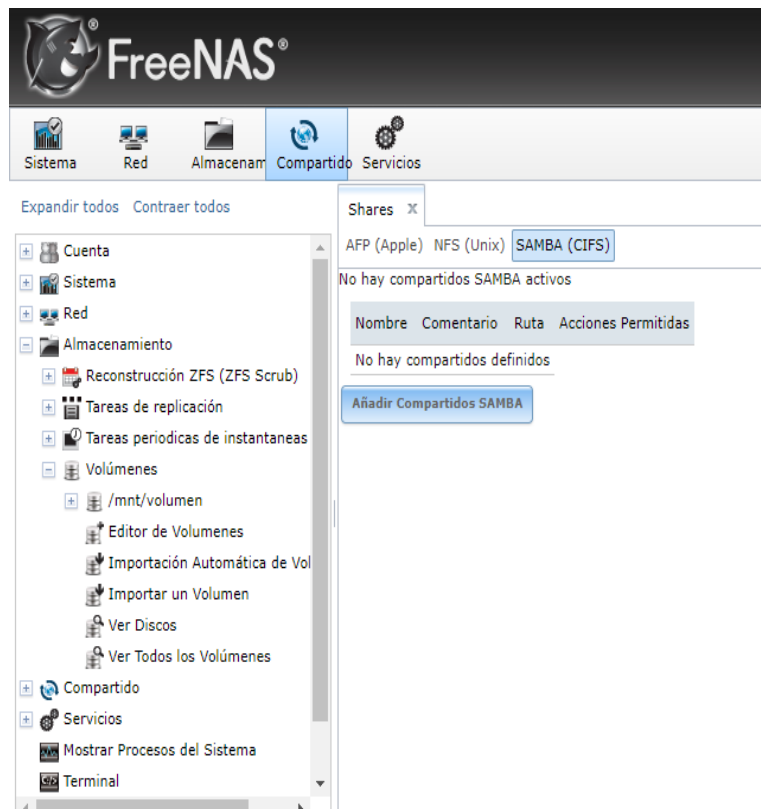 FreeNAS®
Sistema Red Almacenam Compartido Servicios
Expandir todos Contraer todos
Cuenta
Sistema
Red
Almacenamiento
Reconstrucción ZFS (ZFS Scrub)
Tareas de replicación
Tareas periodicas de instantaneas
Volúmenes
/mnt/volumen
Editor de Volumenes
Importación Automática de Vol
Importar un Volumen
Ver Discos
Ver Todos los Volúmenes
Compartido
Servicios
Mostrar Procesos del Sistema
Terminal
Shares X
AFP (Apple) NFS (Unix) SAMBA (CIFS)
No hay compartidos SAMBA activos
Nombre Comentario Ruta Acciones Permitidas
No hay compartidos definidos
Añadir Compartidos SAMBA